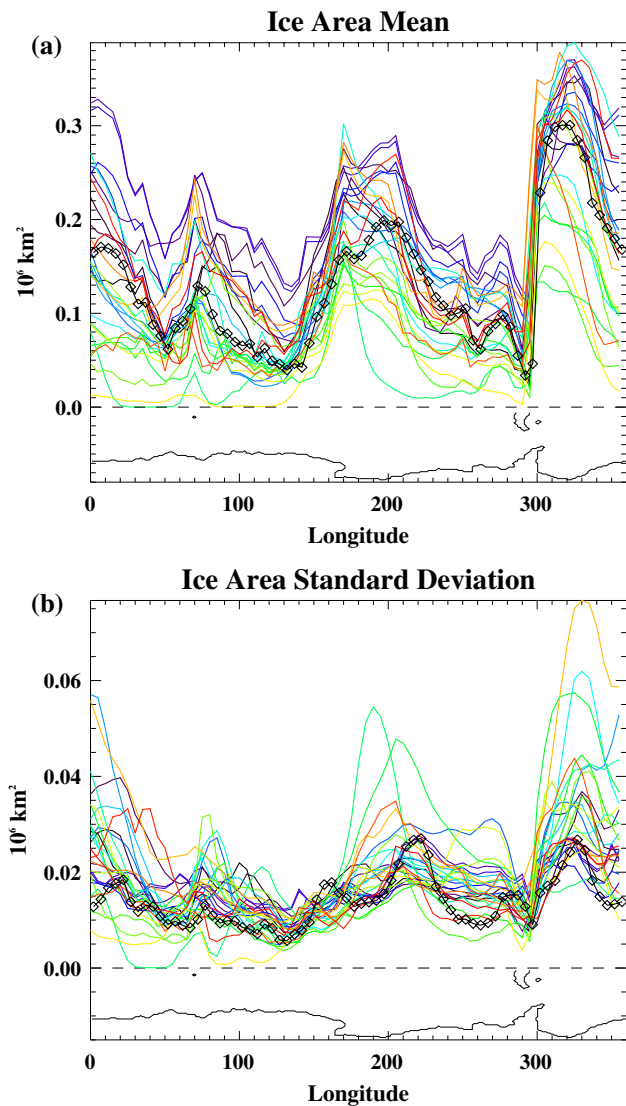 Ice Area Mean
(a)
0.3
0.2
0.1
0.0
10⁶ km²
0 100 200 300
Longitude
Ice Area Standard Deviation
(b)
0.06
0.04
0.02
0.00
10⁶ km²
0 100 200 300
Longitude